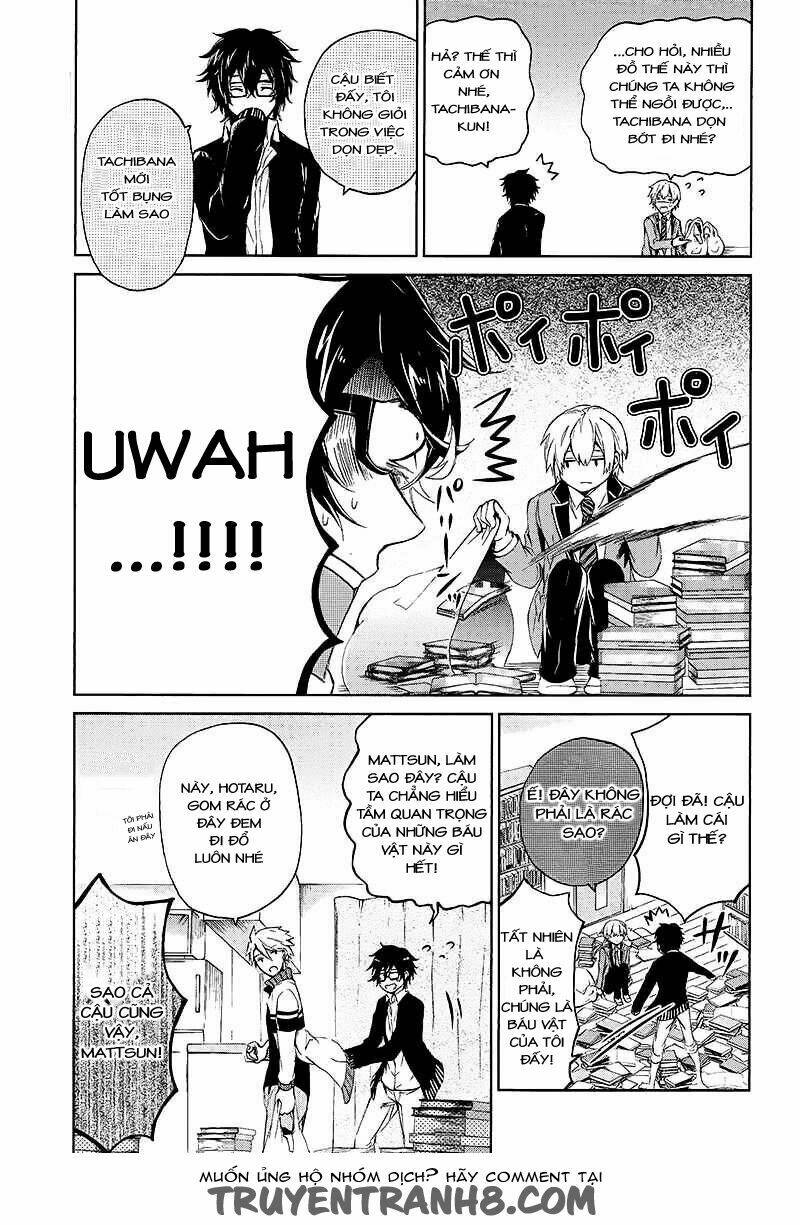 ...CHO HỎI, NHIỀU
ĐỒ THẾ NÀY THÌ
CHÚNG TA KHÔNG
THỂ NGỒI ĐƯỢC,..
TACHIBANA DỌN
BỚT ĐI NHÉ?
HẢ? THẾ THÌ
CẢM ƠN
NHÉ,
TACHIBANA-
KUN!
CẬU BIẾT
ĐẤY, TÔI
KHÔNG GIỎI
TRONG VIỆC
DỌN DẸP.
TACHIBANA
MỚI
TỐT BỤNG
LÀM SAO
ポイ
ポイ
ポイ
UWAH
...!!!!
ĐỢI ĐÃ! CẬU
LÀM CÁI
GÌ THẾ?
Ế! ĐÂY KHÔNG
PHẢI LÀ RÁC
SAO?
TẤT NHIÊN
LÀ
KHÔNG
PHẢI,
CHÚNG LÀ
BÁU VẬT
CỦA TÔI
ĐẤY!
MATTSUN, LÀM
SAO ĐÂY? CẬU
TA CHẲNG HIỂU
TẦM QUAN TRỌNG
CỦA NHỮNG BÁU
VẬT NÀY GÌ
HẾT!
NÀY, HOTARU,
GOM RÁC Ở
ĐÂY ĐEM
ĐI ĐỔ
LUÔN NHÉ
TÔI PHẢI
ĐI NẤU
ĂN ĐÂY
SAO CẢ
CẬU CŨNG
VẬY,
MATTSUN!
MUỐN ỦNG HỘ NHÓM DỊCH? HÃY COMMENT TẠI
TRUYENTRANH8.COM